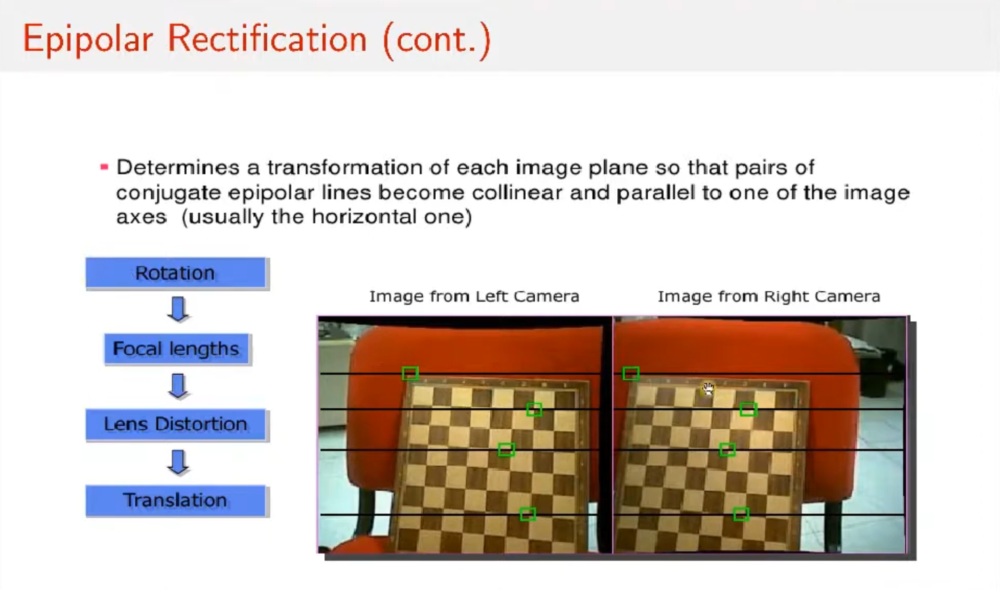 Epipolar Rectification (cont.)
Determines a transformation of each image plane so that pairs of
conjugate epipolar lines become collinear and parallel to one of the image
axes (usually the horizontal one)
Rotation
Focal lengths
Lens Distortion
Translation
Image from Left Camera
Image from Right Camera